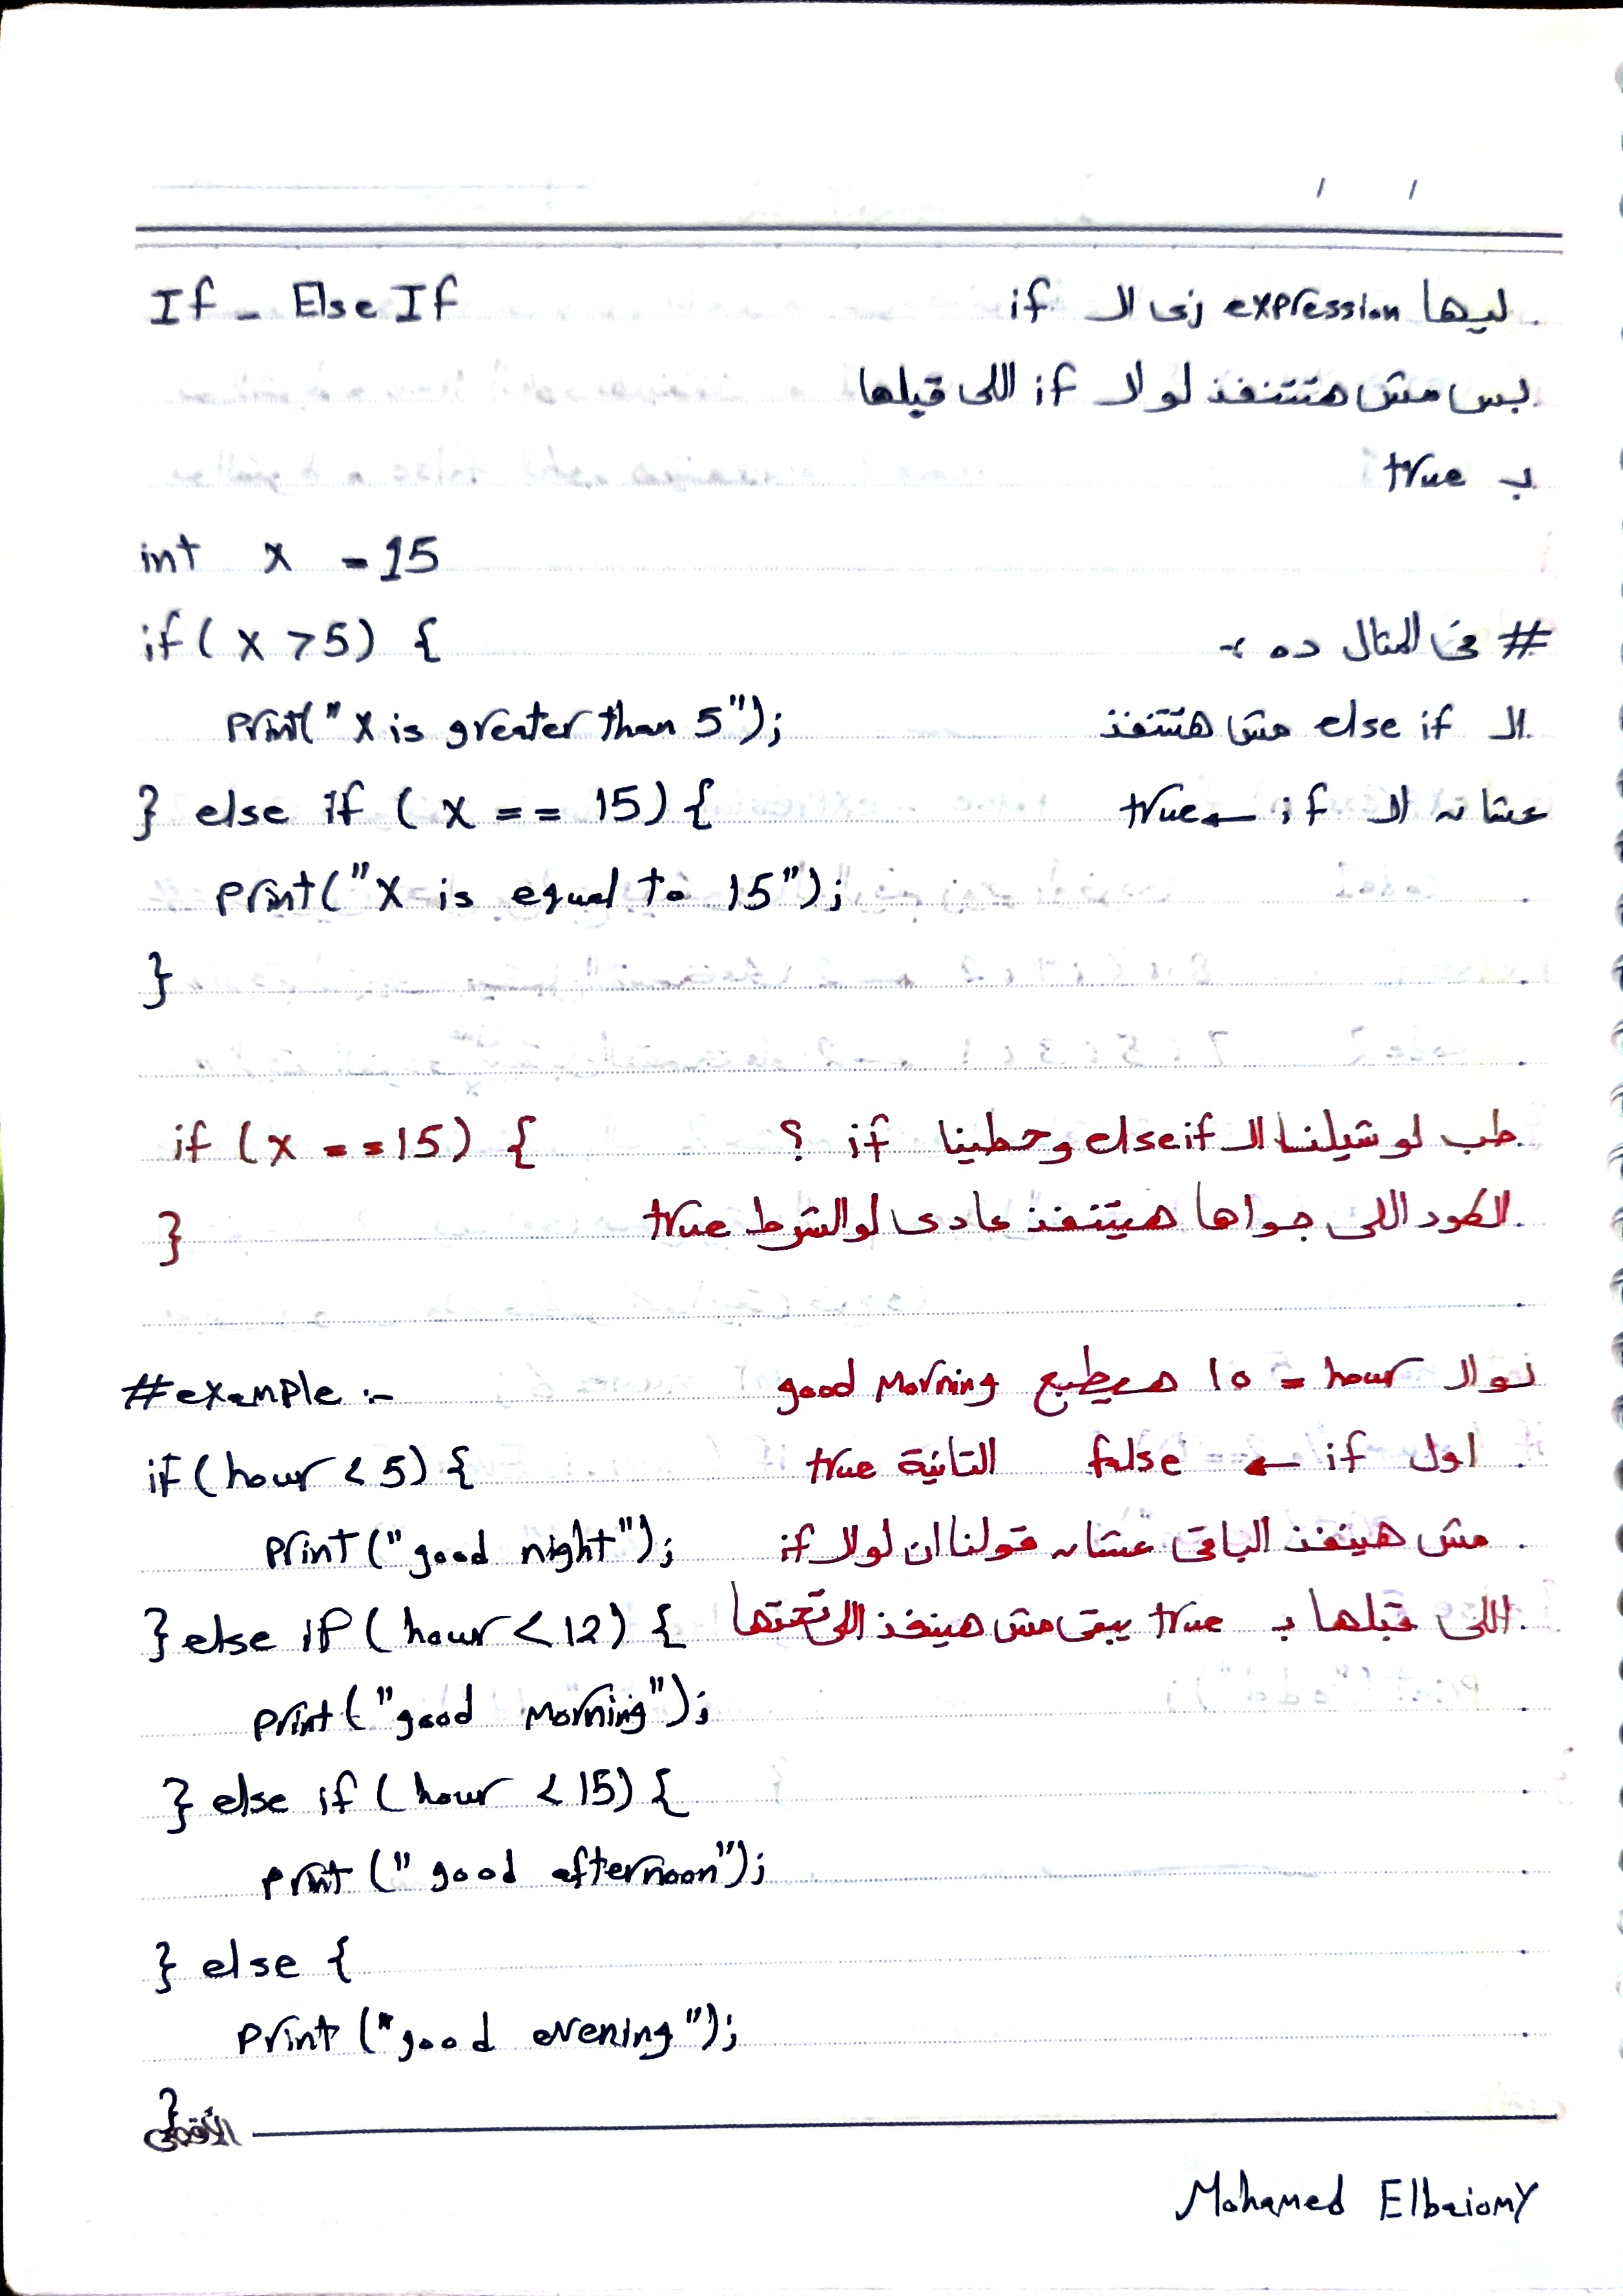 / /
If - Else If ليها expression زى الـ if
بس مش هتتنفذ لو الـ if اللى قبلها
بـ true
int x = 15
if ( x > 5) { # فى المثال ده :-
print(" x is greater than 5"); الـ else if مش هتتنفذ
} else if ( x == 15) { عشان الـ if ← true
print("x is equal to 15");
}
if (x == 15) { طب لو شيلنا الـ else if وحطينا if ؟
} الكود اللى جواها هيتنفذ عادى لو الشرط true
#example :- لو الـ hour = 10 هيطبع good morning
if (hour < 5) { اول if ← false التانية true
print ("good night"); مش هينفذ الباقى عشان قولنا ان لو الـ if
} else if (hour < 12) { اللى قبلها بـ true يبقى مش هينفذ اللى تحتها
print ("good morning");
} else if ( hour < 15) {
print (" good afternoon");
} else {
print ("good evening");
}
الأقصى
Mohamed Elbaiomy